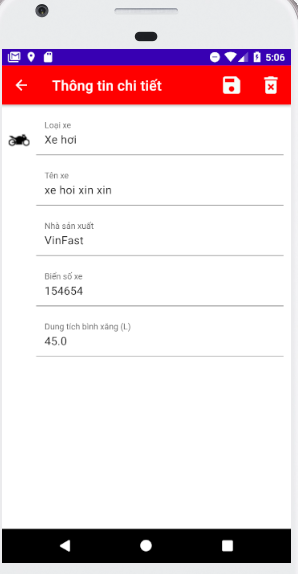 5:06
Thông tin chi tiết
Loại xe
Xe hơi
Tên xe
xe hoi xin xin
Nhà sản xuất
VinFast
Biển số xe
154654
Dung tích bình xăng (L)
45.0